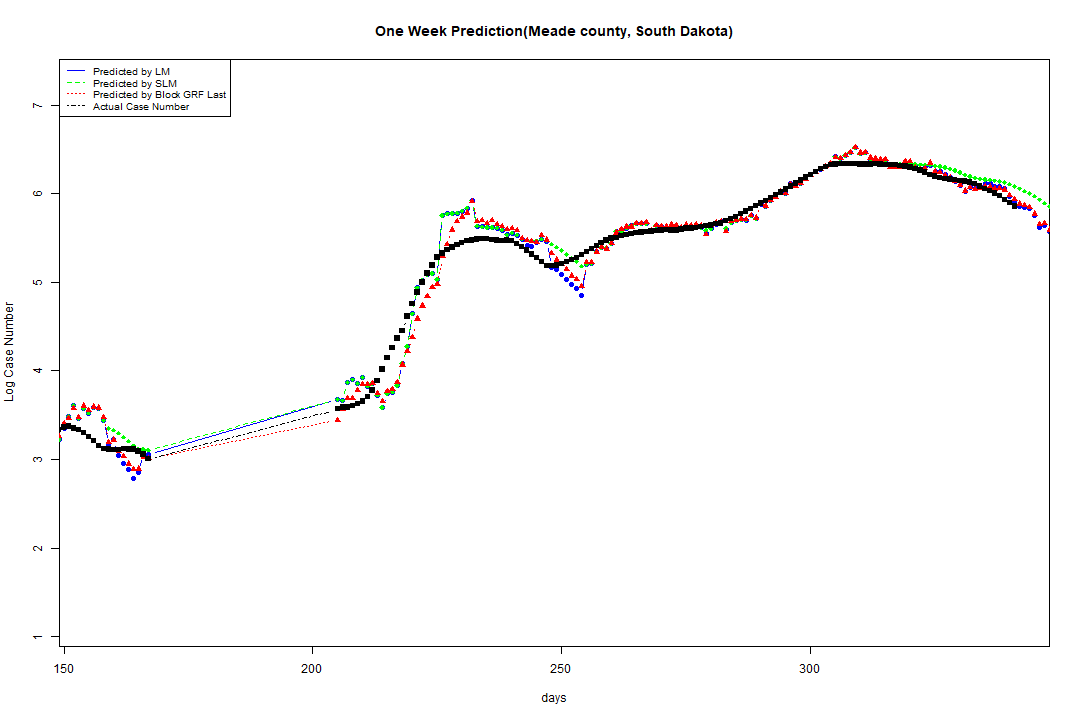 One Week Prediction(Meade county, South Dakota)
Predicted by LM
Predicted by SLM
Predicted by Block GRF Last
Actual Case Number
7
6
5
4
3
2
1
Log Case Number
150 200 250 300
days